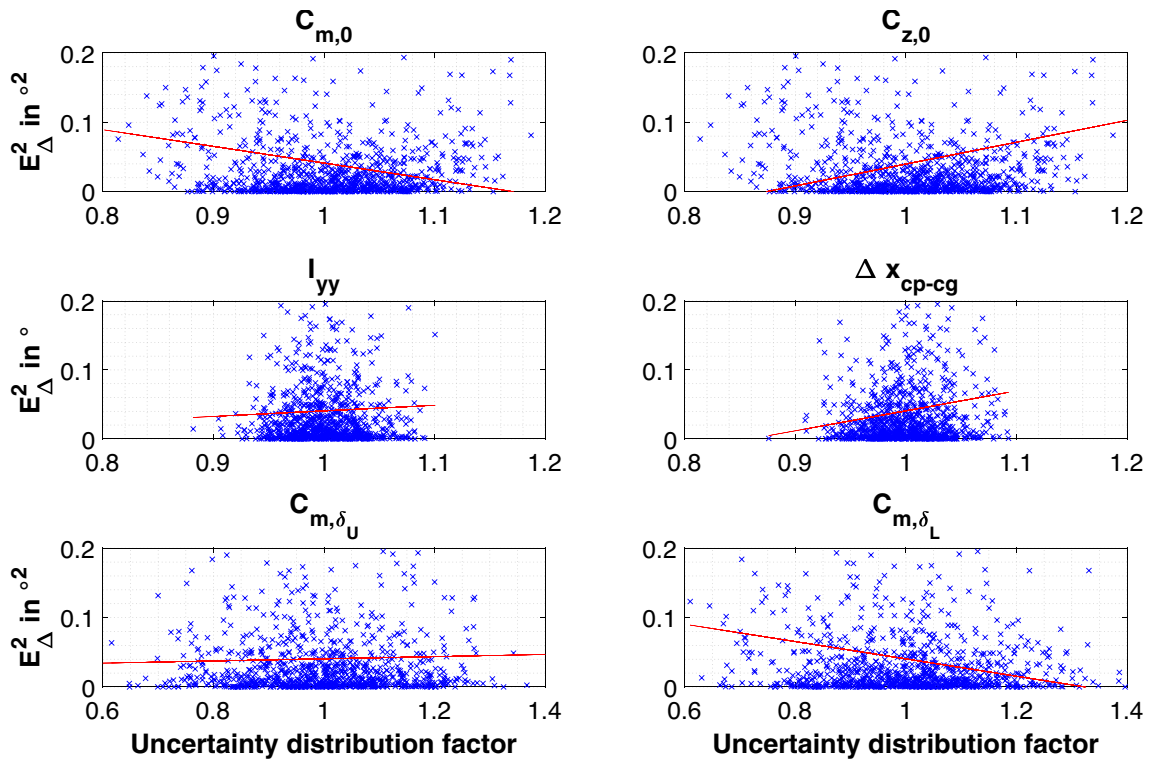 C_m,0
C_z,0
0.2
0.1
0
0.8 0.9 1 1.1 1.2
0.2
0.1
0
0.8 0.9 1 1.1 1.2
E²_Δ in °²
I_yy
Δ x_cp-cg
0.2
0.1
0
0.8 0.9 1 1.1 1.2
0.2
0.1
0
0.8 0.9 1 1.1 1.2
E²_Δ in °
C_m,δ_U
C_m,δ_L
0.2
0.1
0
0.6 0.8 1 1.2 1.4
0.2
0.1
0
0.6 0.8 1 1.2 1.4
E²_Δ in °²
Uncertainty distribution factor
Uncertainty distribution factor